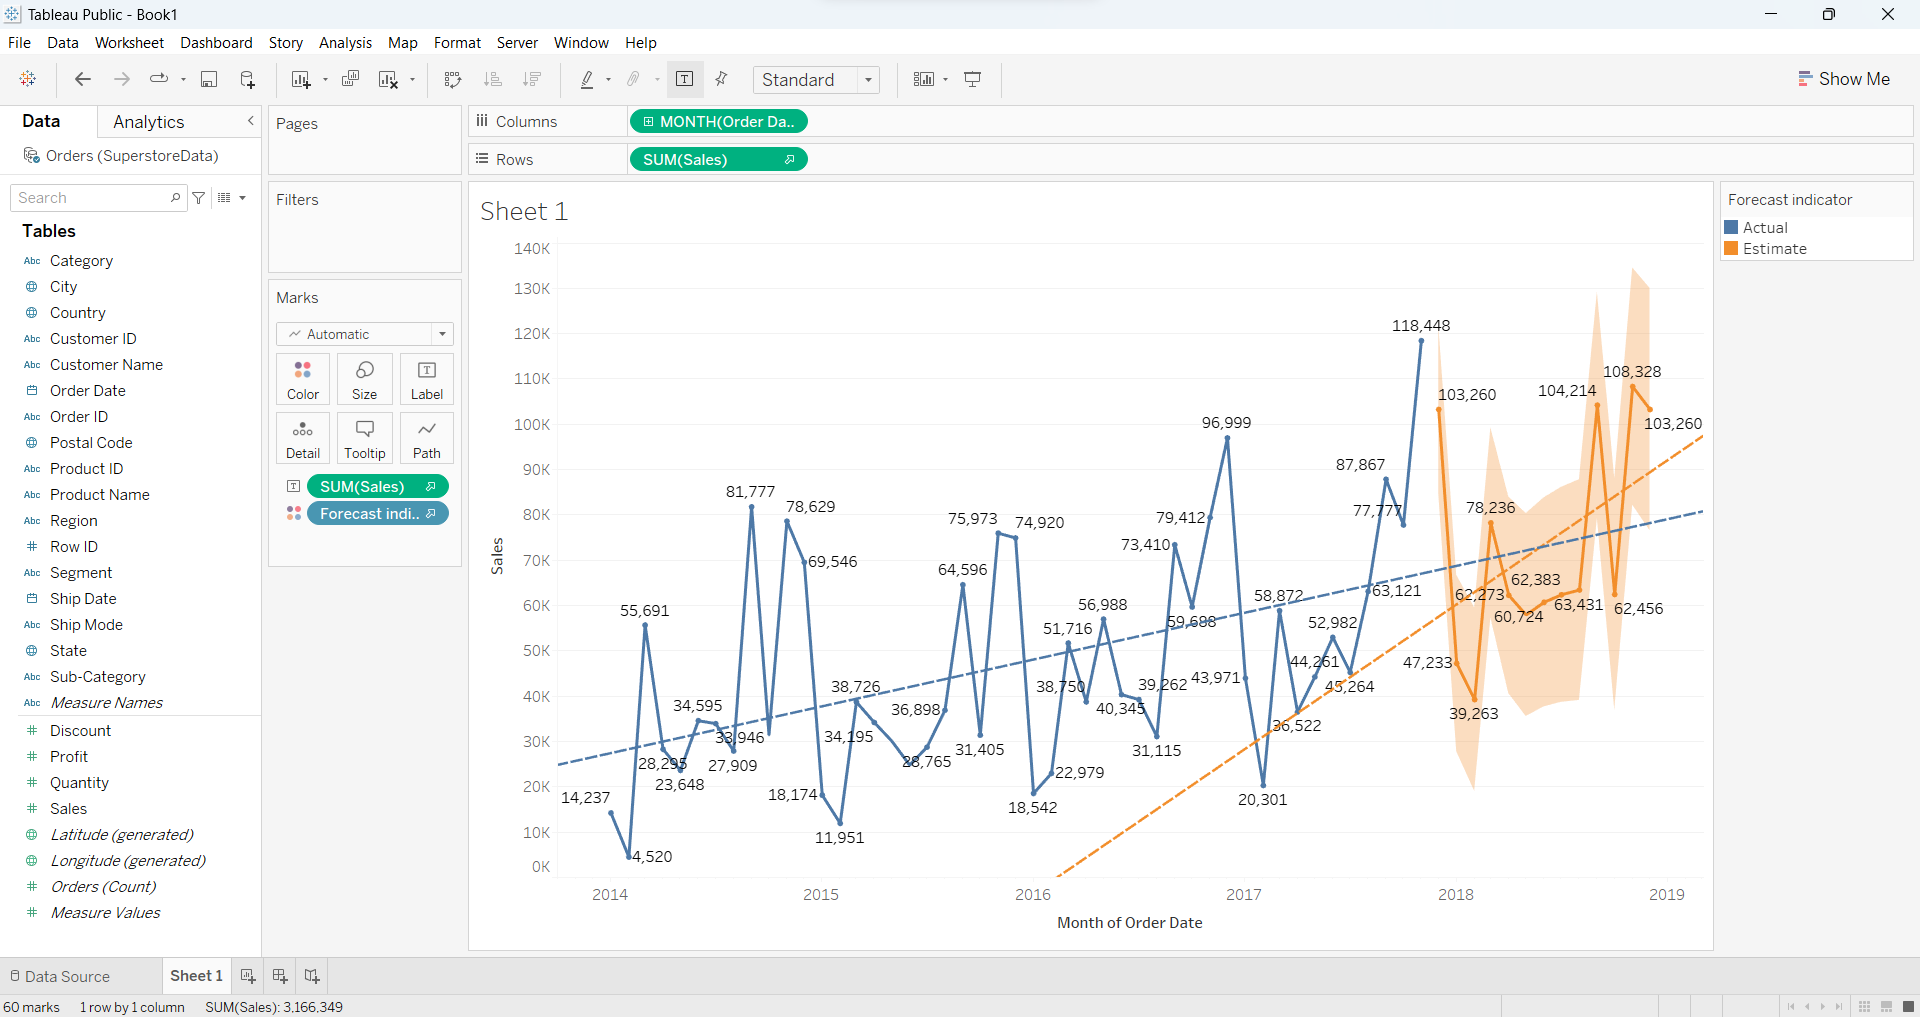 Tableau Public - Book1
File Data Worksheet Dashboard Story Analysis Map Format Server Window Help
Standard
Show Me
Data Analytics
Orders (SuperstoreData)
Search
Tables
Abc Category
City
Country
Abc Customer ID
Abc Customer Name
Order Date
Abc Order ID
Postal Code
Abc Product ID
Abc Product Name
Abc Region
# Row ID
Abc Segment
Ship Date
Abc Ship Mode
State
Abc Sub-Category
Abc Measure Names
# Discount
# Profit
# Quantity
# Sales
Latitude (generated)
Longitude (generated)
# Orders (Count)
# Measure Values
Pages
Filters
Marks
Automatic
Color Size Label
Detail Tooltip Path
SUM(Sales)
Forecast indi..
Columns MONTH(Order Da..
Rows SUM(Sales)
Sheet 1
140K
130K
120K
110K
100K
90K
80K
70K
60K
50K
40K
30K
20K
10K
0K
Sales
14,237
4,520
55,691
28,295
23,648
34,595
33,946
27,909
81,777
78,629
69,546
18,174
11,951
38,726
34,195
28,765
36,898
64,596
31,405
75,973
74,920
18,542
22,979
51,716
38,750
56,988
40,345
39,262
31,115
73,410
59,688
79,412
96,999
43,971
20,301
58,872
36,522
44,261
52,982
45,264
63,121
87,867
77,777
118,448
103,260
47,233
39,263
78,236
62,273
60,724
62,383
63,431
104,214
62,456
108,328
103,260
2014 2015 2016 2017 2018 2019
Month of Order Date
Forecast indicator
Actual
Estimate
Data Source Sheet 1
60 marks 1 row by 1 column SUM(Sales): 3,166,349